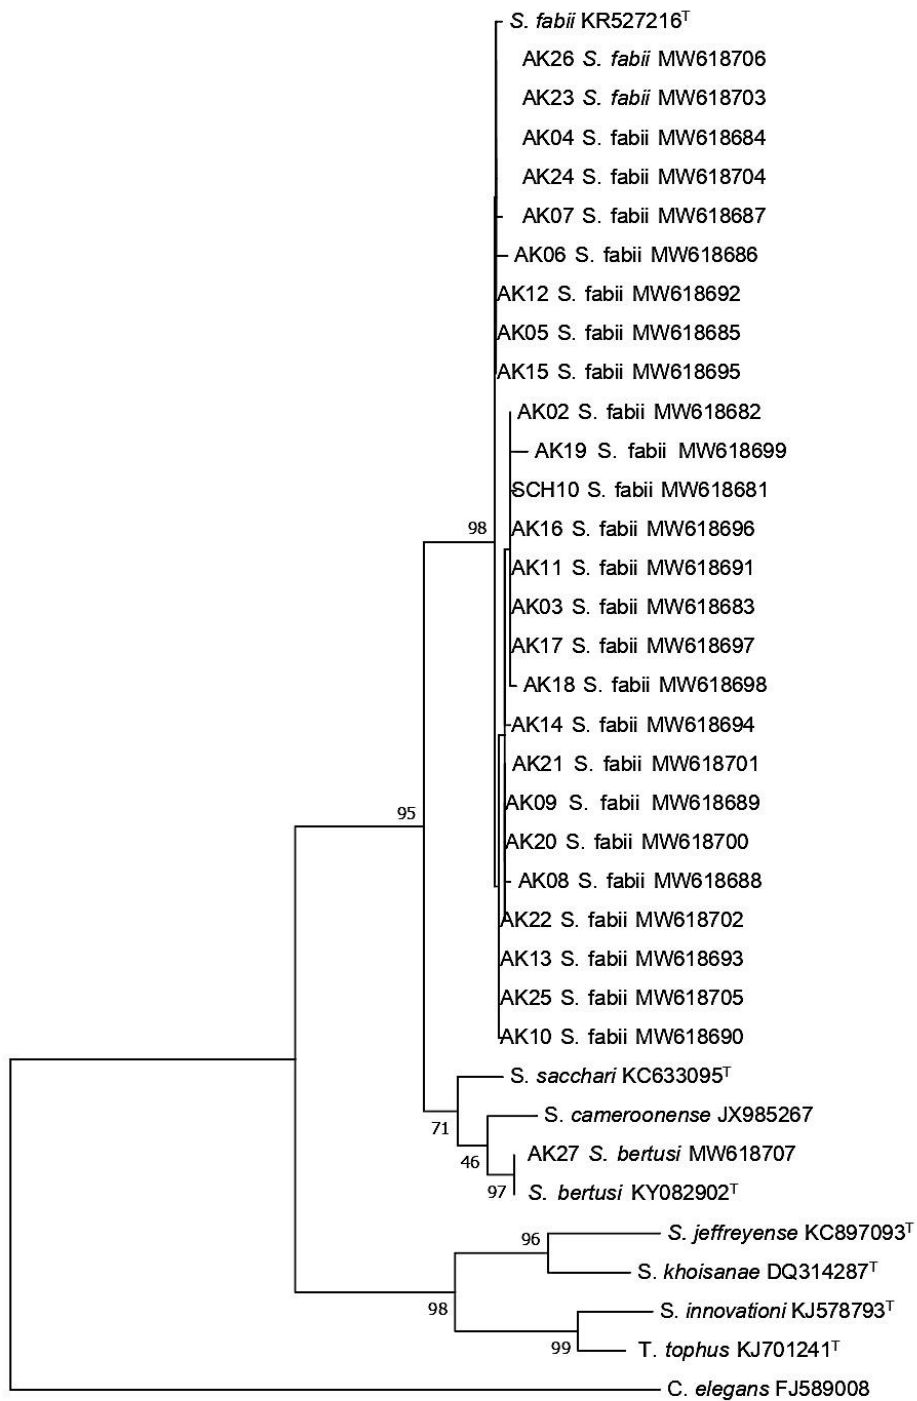 S. fabii KR527216ᵀ
AK26 S. fabii MW618706
AK23 S. fabii MW618703
AK04 S. fabii MW618684
AK24 S. fabii MW618704
AK07 S. fabii MW618687
AK06 S. fabii MW618686
AK12 S. fabii MW618692
AK05 S. fabii MW618685
AK15 S. fabii MW618695
AK02 S. fabii MW618682
AK19 S. fabii MW618699
SCH10 S. fabii MW618681
AK16 S. fabii MW618696
98
AK11 S. fabii MW618691
AK03 S. fabii MW618683
AK17 S. fabii MW618697
AK18 S. fabii MW618698
AK14 S. fabii MW618694
AK21 S. fabii MW618701
AK09 S. fabii MW618689
95
AK20 S. fabii MW618700
AK08 S. fabii MW618688
AK22 S. fabii MW618702
AK13 S. fabii MW618693
AK25 S. fabii MW618705
AK10 S. fabii MW618690
S. sacchari KC633095ᵀ
S. cameroonense JX985267
71
AK27 S. bertusi MW618707
46
S. bertusi KY082902ᵀ
97
S. jeffreyense KC897093ᵀ
96
S. khoisanae DQ314287ᵀ
S. innovationi KJ578793ᵀ
98
T. tophus KJ701241ᵀ
99
C. elegans FJ589008